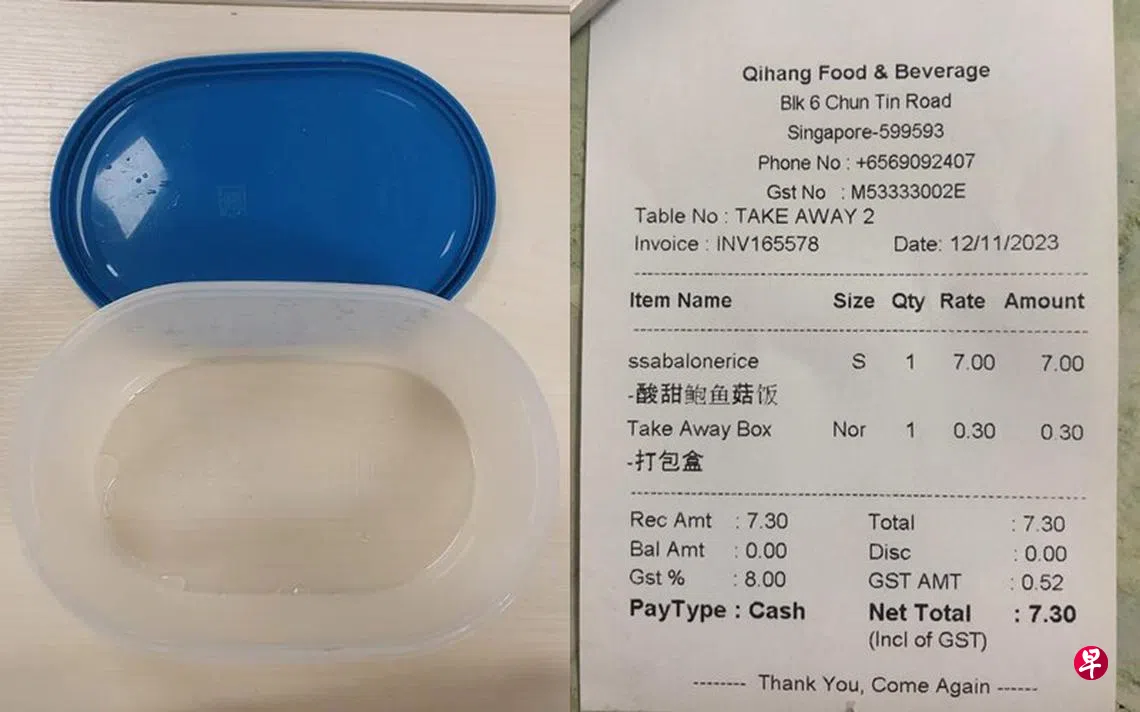 Qihang Food & Beverage
Blk 6 Chun Tin Road
Singapore-599593
Phone No : +6569092407
Gst No : M53333002E
Table No : TAKE AWAY 2
Invoice : INV165578 Date: 12/11/2023
Item Name Size Qty Rate Amount
ssabalonerice S 1 7.00 7.00
-酸甜鲍鱼菇饭
Take Away Box Nor 1 0.30 0.30
-打包盒
Rec Amt : 7.30 Total : 7.30
Bal Amt : 0.00 Disc : 0.00
Gst % : 8.00 GST AMT : 0.52
PayType : Cash Net Total : 7.30
(Incl of GST)
-------- Thank You, Come Again ------
早